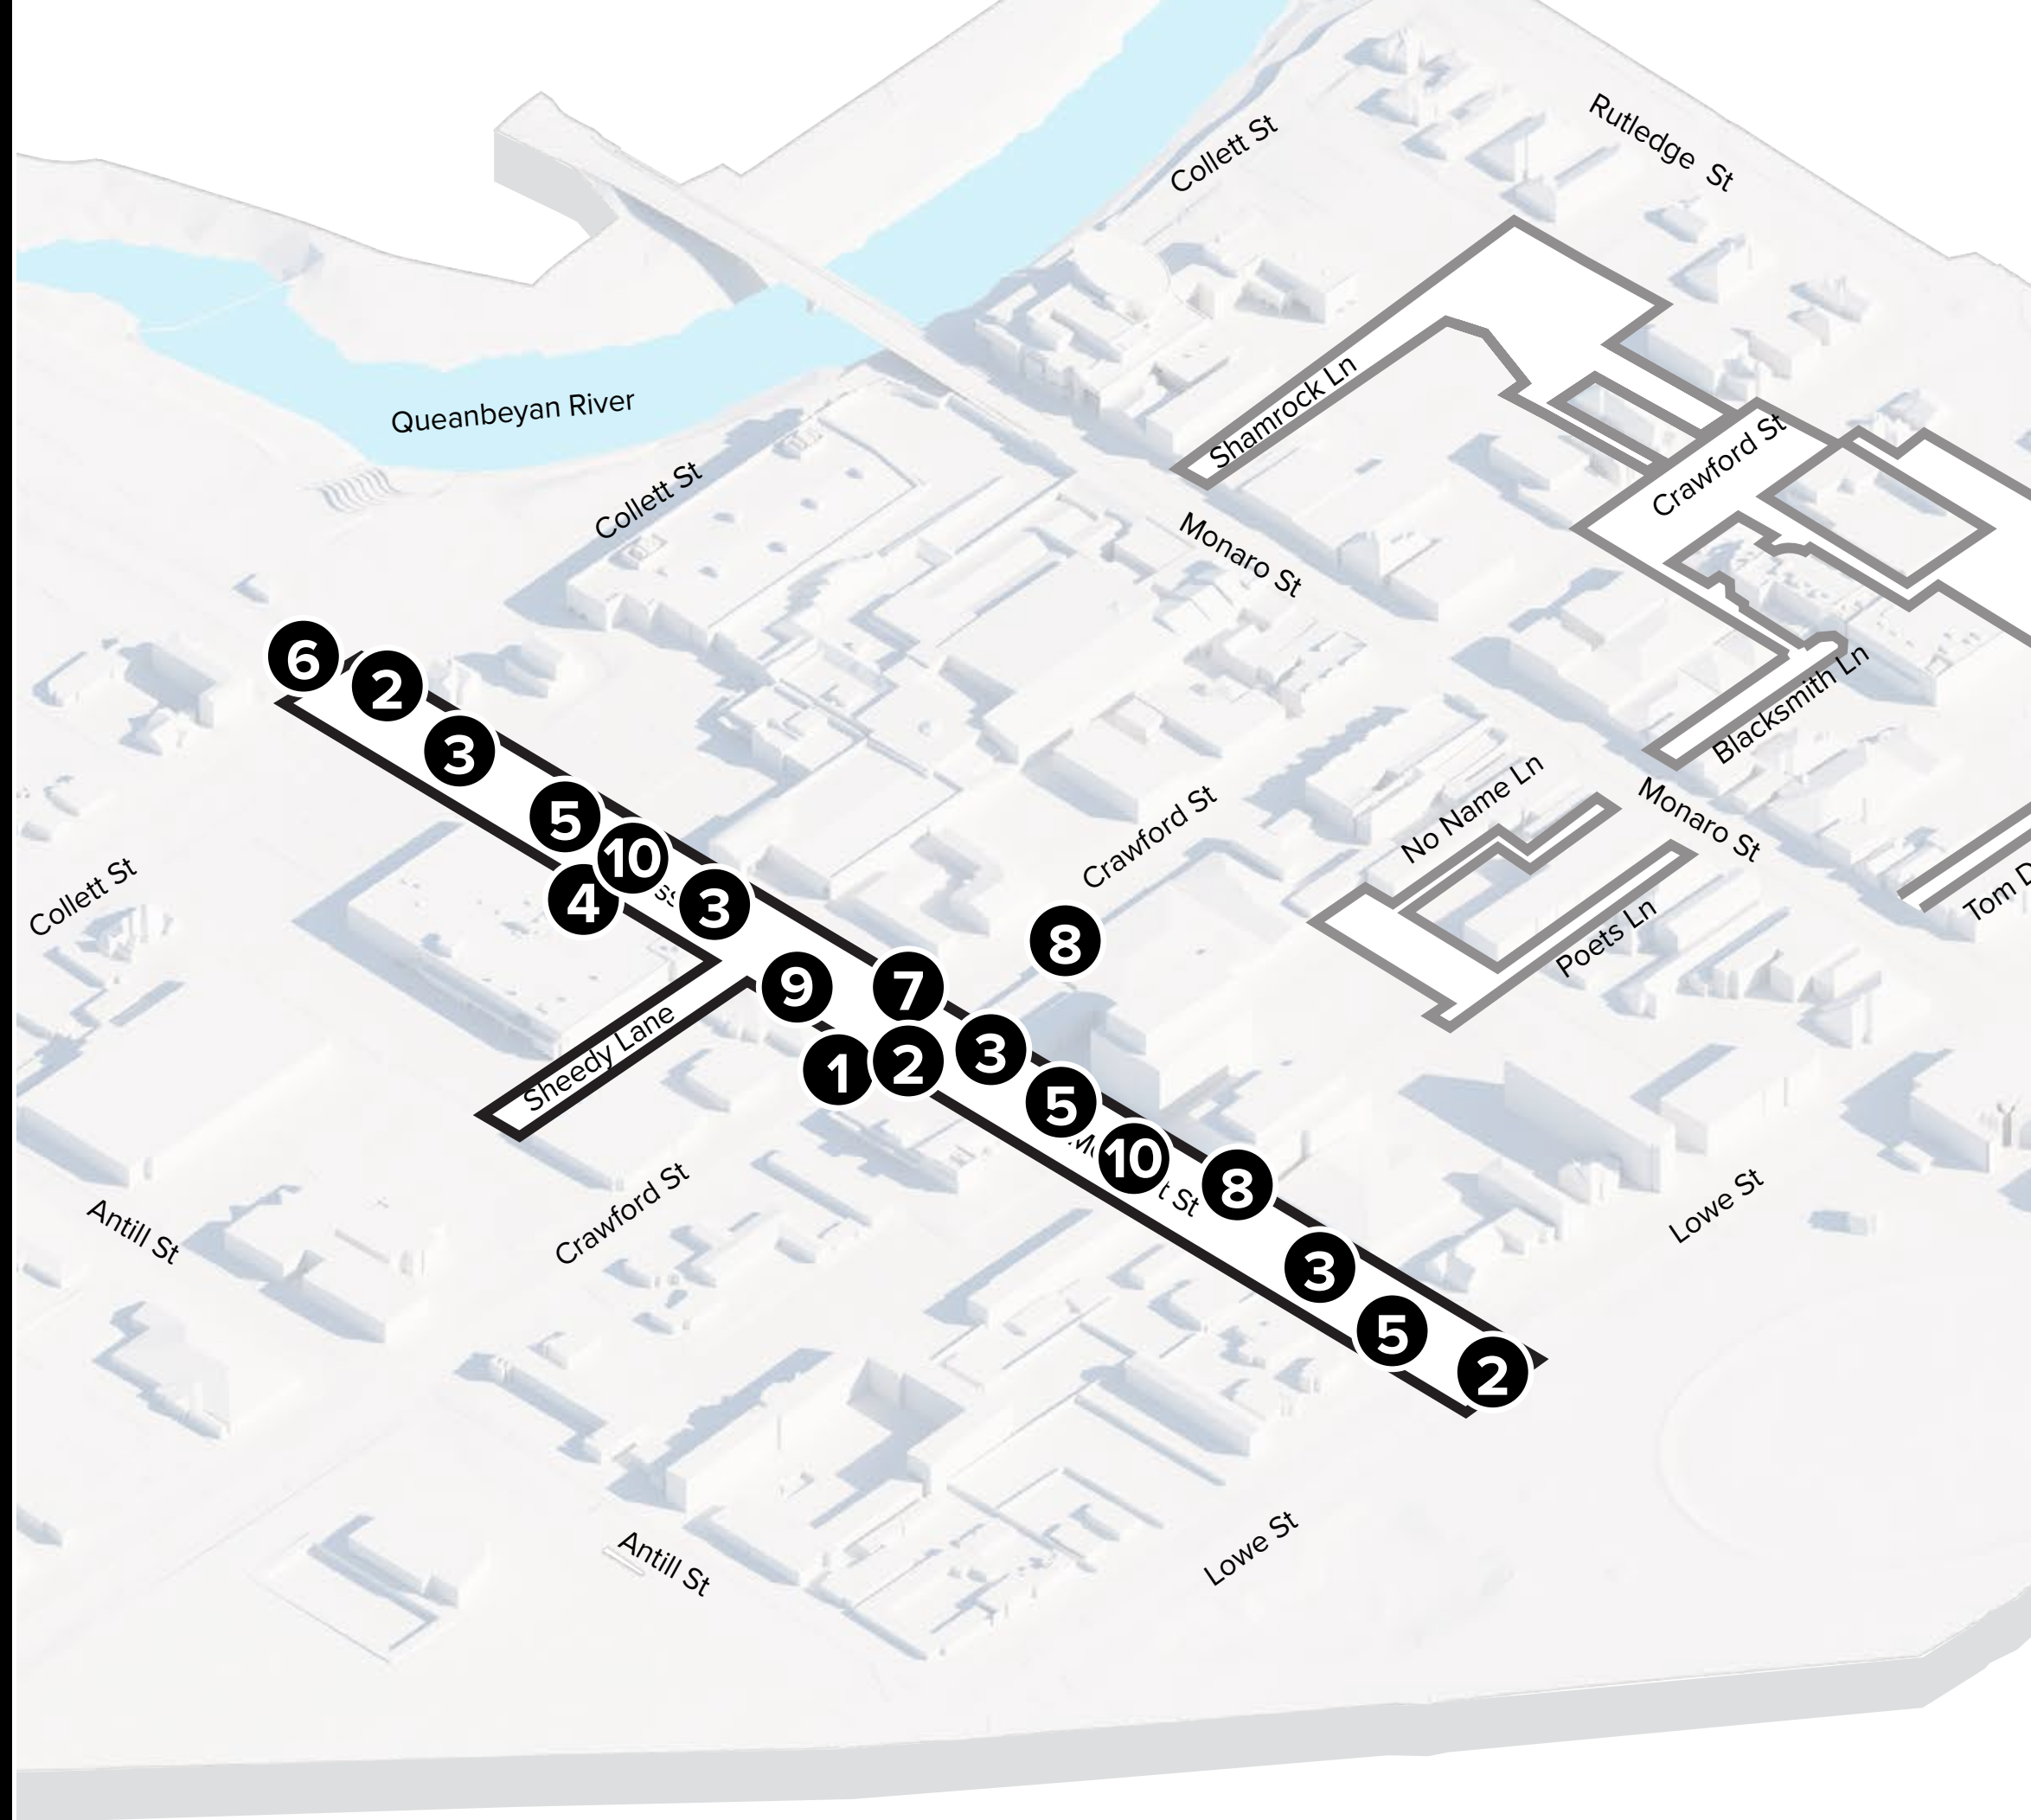 Rutledge St
Collett St
Shamrock Ln
Queanbeyan River
Crawford St
Collett St
Monaro St
6
2
3
Blacksmith Ln
No Name Ln
Monaro St
5
10
4
3
Crawford St
Collett St
8
Tom
Poets Ln
9
7
1
2
3
Sheedy Lane
5
10
t St
8
Crawford St
Antill St
Lowe St
3
5
2
Antill St
Lowe St